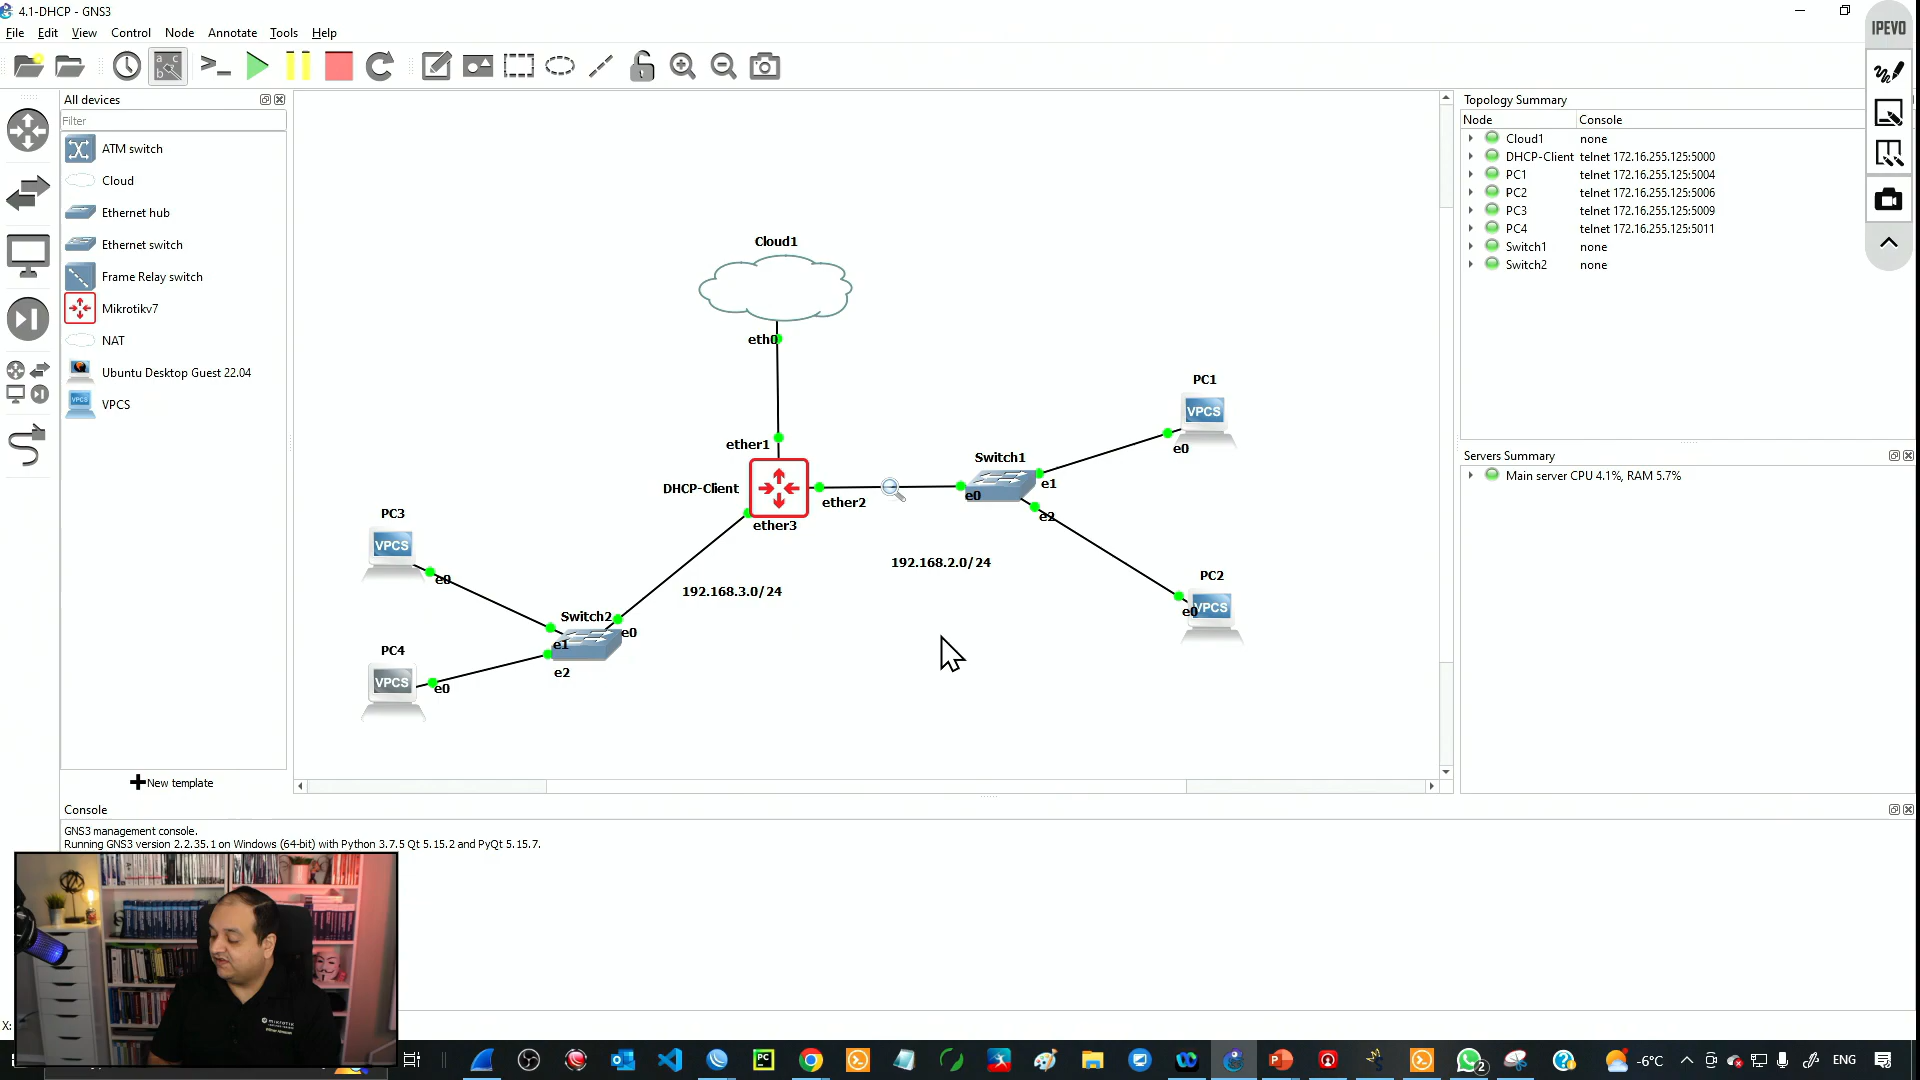 4.1-DHCP - GNS3
File Edit View Control Node Annotate Tools Help
IPEVO
All devices
Filter
ATM switch
Cloud
Ethernet hub
Ethernet switch
Frame Relay switch
Mikrotikv7
NAT
Ubuntu Desktop Guest 22.04
VPCS
New template
Cloud1
eth0
ether1
DHCP-Client
ether2
ether3
Switch1
e0
e1
e2
PC1
VPCS
e0
PC2
VPCS
e0
192.168.2.0/24
192.168.3.0/24
PC3
VPCS
e0
Switch2
e0
e1
e2
PC4
VPCS
e0
Topology Summary
Node Console
Cloud1 none
DHCP-Client telnet 172.16.255.125:5000
PC1 telnet 172.16.255.125:5004
PC2 telnet 172.16.255.125:5006
PC3 telnet 172.16.255.125:5009
PC4 telnet 172.16.255.125:5011
Switch1 none
Switch2 none
Servers Summary
Main server CPU 4.1%, RAM 5.7%
Console
GNS3 management console.
Running GNS3 version 2.2.35.1 on Windows (64-bit) with Python 3.7.5 Qt 5.15.2 and PyQt 5.15.7.
X:
-6°C
ENG